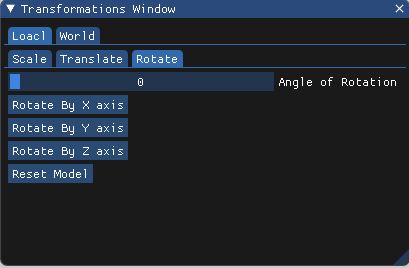 Transformations Window
Loacl World
Scale Translate Rotate
0 Angle of Rotation
Rotate By X axis
Rotate By Y axis
Rotate By Z axis
Reset Model